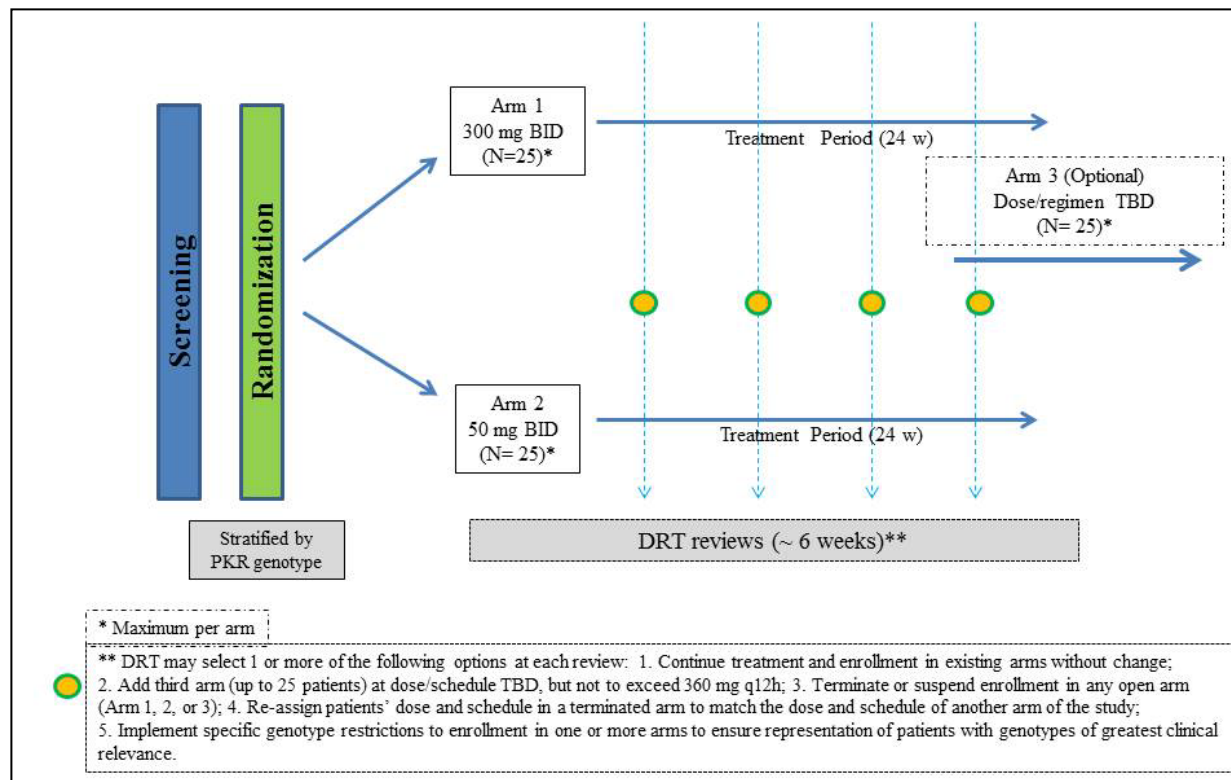 Screening
Randomization
Stratified by
PKR genotype
Arm 1
300 mg BID
(N=25)*
Treatment Period (24 w)
Arm 3 (Optional)
Dose/regimen TBD
(N= 25)*
Arm 2
50 mg BID
(N= 25)*
Treatment Period (24 w)
DRT reviews (~ 6 weeks)**
* Maximum per arm
** DRT may select 1 or more of the following options at each review: 1. Continue treatment and enrollment in existing arms without change;
2. Add third arm (up to 25 patients) at dose/schedule TBD, but not to exceed 360 mg q12h; 3. Terminate or suspend enrollment in any open arm
(Arm 1, 2, or 3); 4. Re-assign patients’ dose and schedule in a terminated arm to match the dose and schedule of another arm of the study;
5. Implement specific genotype restrictions to enrollment in one or more arms to ensure representation of patients with genotypes of greatest clinical
relevance.